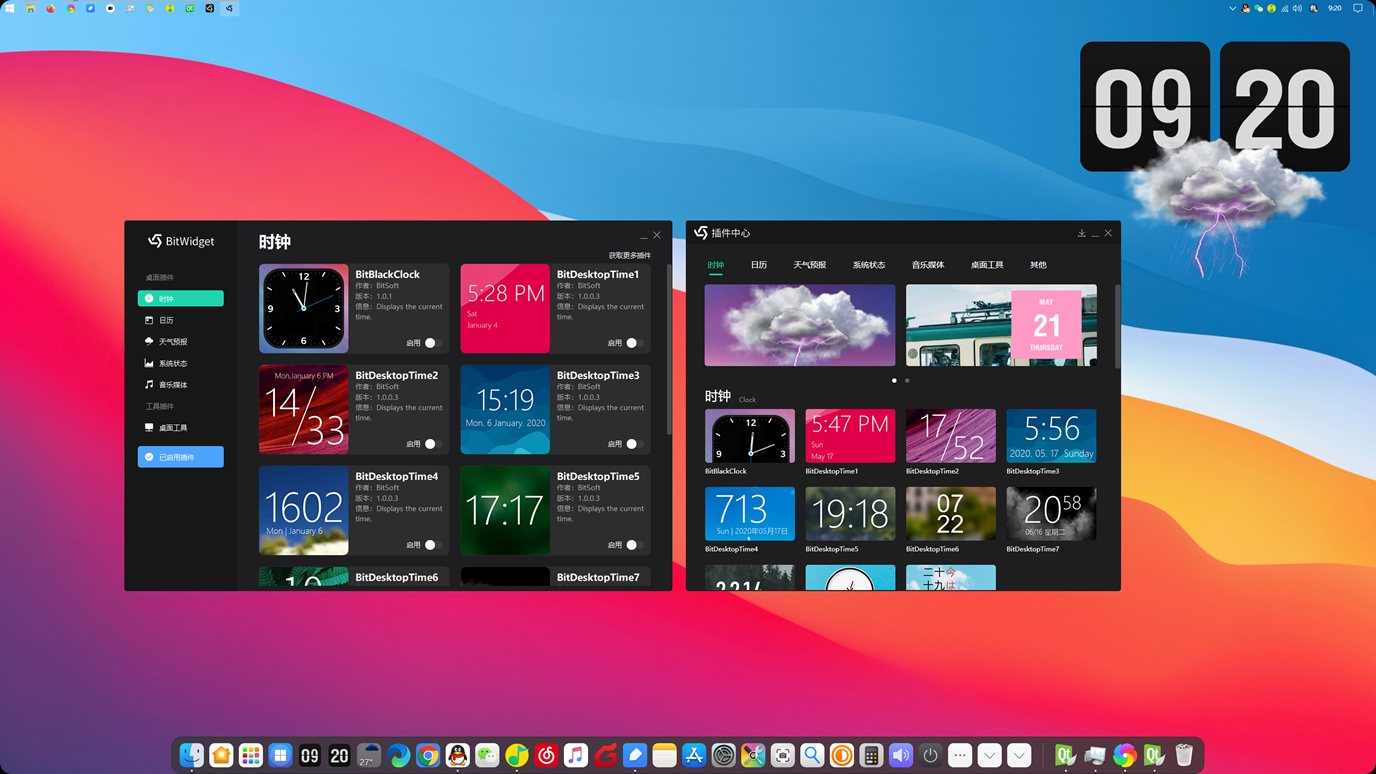 9:20
09 20
BitWidget
桌面插件
时钟
日历
天气预报
系统状态
音乐媒体
工具插件
桌面工具
已启用插件
时钟
获取更多插件
12
9
3
6
BitBlackClock
作者：BitSoft
版本：1.0.1
信息：Displays the current
time.
启用
5:28 PM
Sat
January 4
BitDesktopTime1
作者：BitSoft
版本：1.0.0.3
信息：Displays the current
time.
启用
Mon,January 6 PM
14/33
BitDesktopTime2
作者：BitSoft
版本：1.0.0.3
信息：Displays the current
time.
启用
15:19
Mon. 6 January. 2020
BitDesktopTime3
作者：BitSoft
版本：1.0.0.3
信息：Displays the current
time.
启用
1602
Mon | January 6
BitDesktopTime4
作者：BitSoft
版本：1.0.0.3
信息：Displays the current
time.
启用
17:17
BitDesktopTime5
作者：BitSoft
版本：1.0.0.3
信息：Displays the current
time.
启用
BitDesktopTime6
BitDesktopTime7
插件中心
时钟 日历 天气预报 系统状态 音乐媒体 桌面工具 其他
MAY
21
THURSDAY
时钟 Clock
12
9 3
BitBlackClock
5:47 PM
Sun
May 17
BitDesktopTime1
17/52
BitDesktopTime2
5:56
2020. 05. 17 Sunday
BitDesktopTime3
713
Sun | 2020年05月17日
BitDesktopTime4
19:18
BitDesktopTime5
07
22
BitDesktopTime6
20 58
06/16 星期二
BitDesktopTime7
二十今
十九は
09 20
27°
Qt
Qt